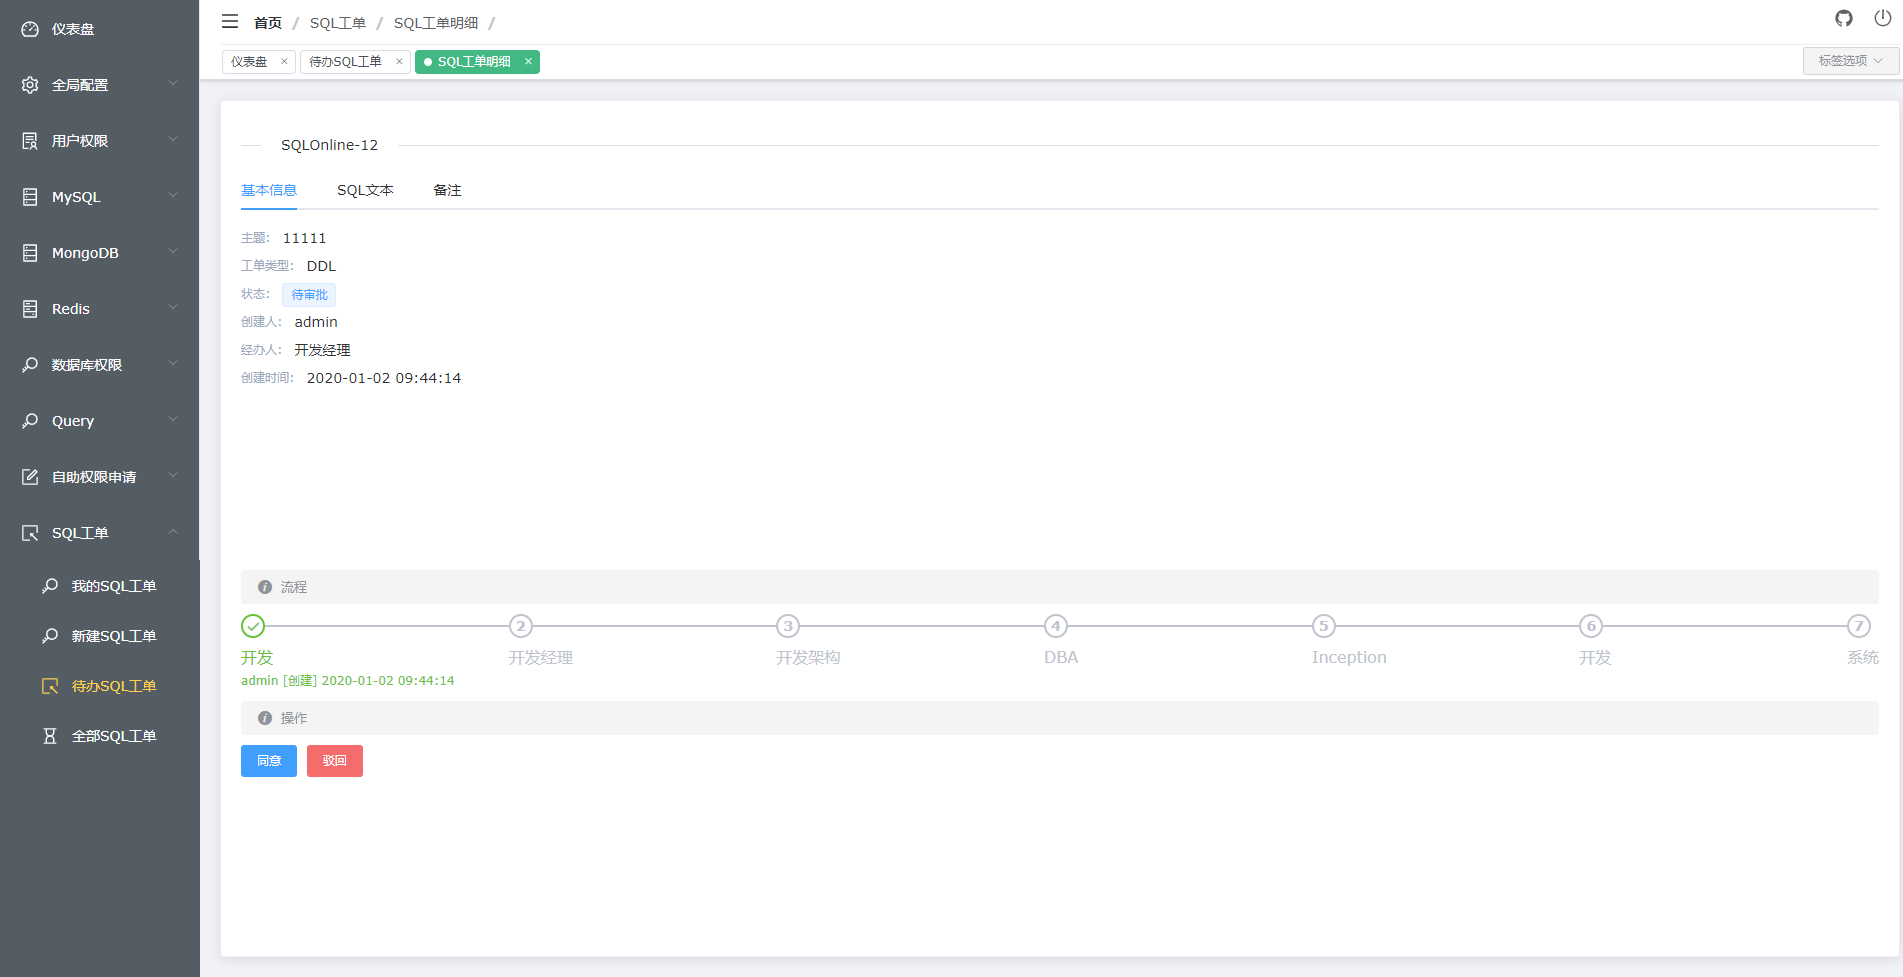 仪表盘
全局配置
用户权限
MySQL
MongoDB
Redis
数据库权限
Query
自助权限申请
SQL工单
我的SQL工单
新建SQL工单
待办SQL工单
全部SQL工单
首页 / SQL工单 / SQL工单明细 /
仪表盘 × 待办SQL工单 × SQL工单明细 × 标签选项
SQLOnline-12
基本信息 SQL文本 备注
主题: 11111
工单类型: DDL
状态: 待审批
创建人: admin
经办人: 开发经理
创建时间: 2020-01-02 09:44:14
流程
2 3 4 5 6 7
开发 开发经理 开发架构 DBA Inception 开发 系统
admin [创建] 2020-01-02 09:44:14
操作
同意 驳回